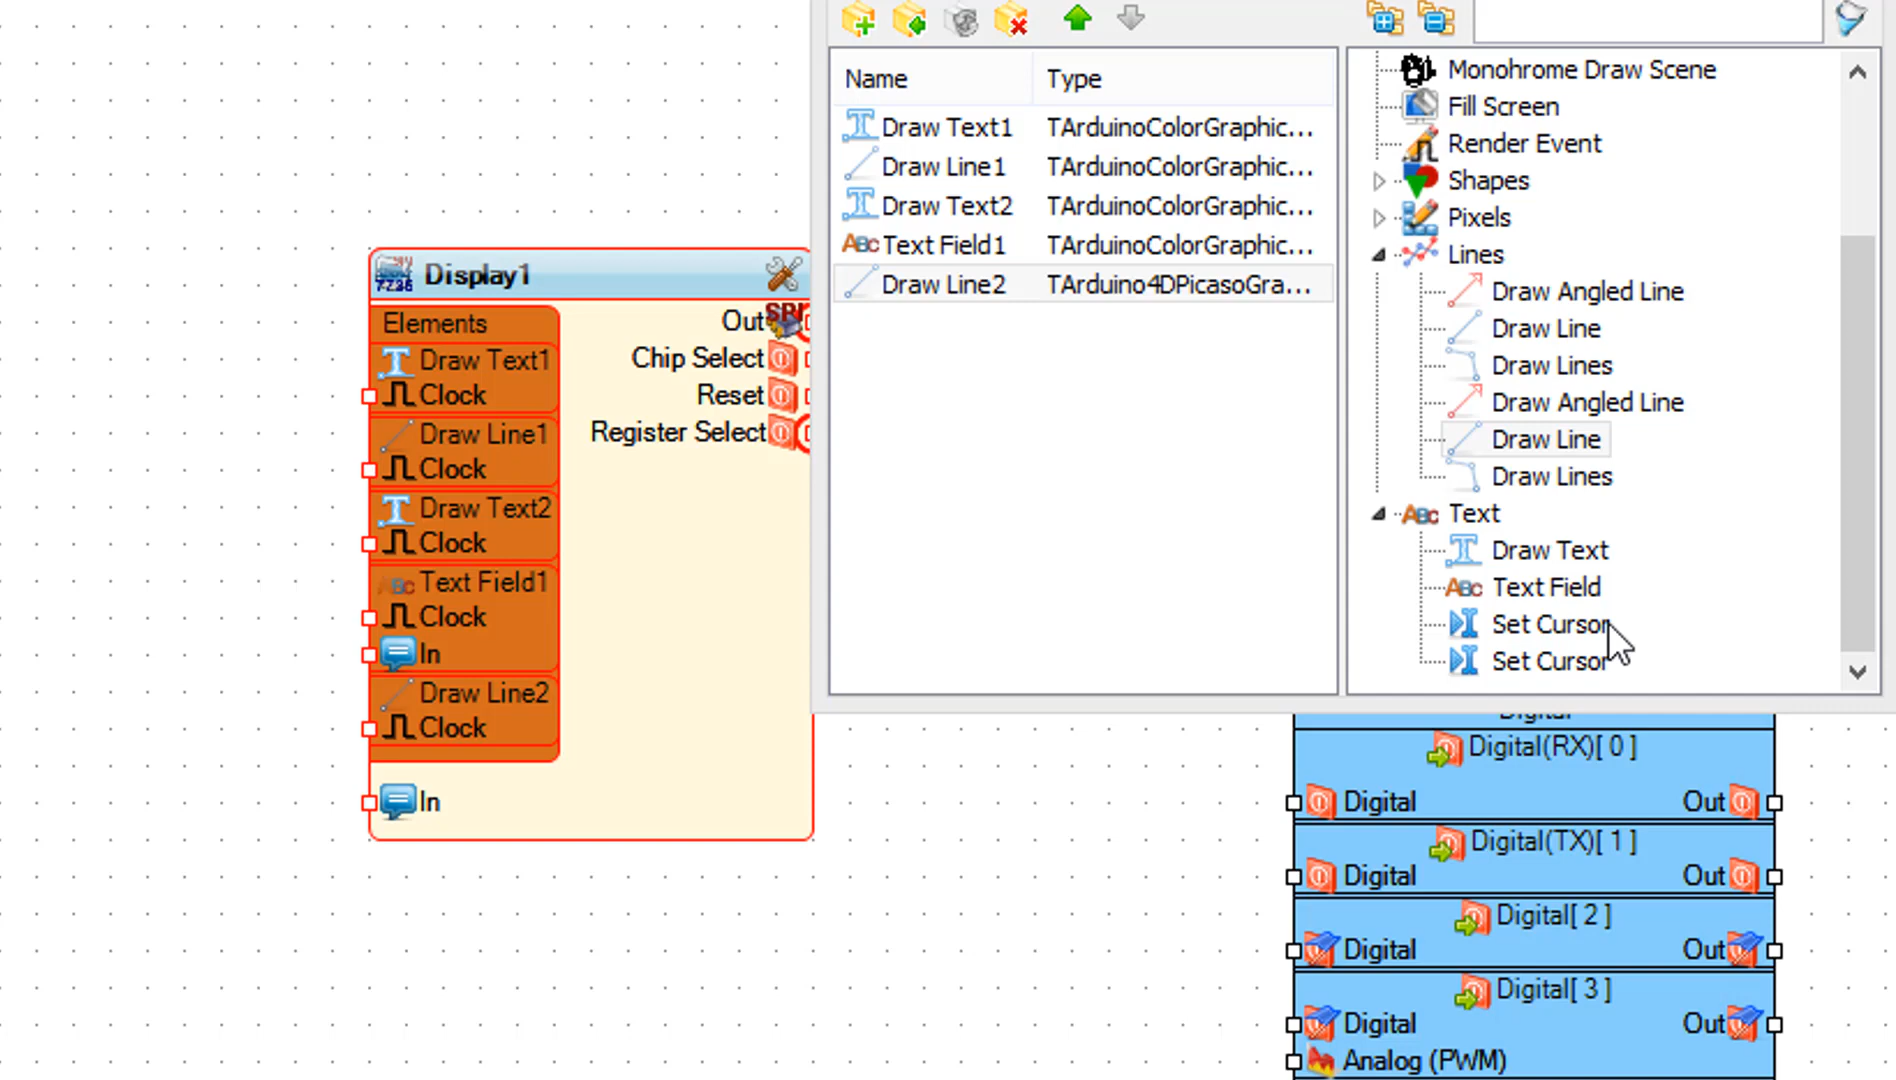 Name Type
Draw Text1 TArduinoColorGraphic...
Draw Line1 TArduinoColorGraphic...
Draw Text2 TArduinoColorGraphic...
Text Field1 TArduinoColorGraphic...
Draw Line2 TArduino4DPicasoGra...
Monohrome Draw Scene
Fill Screen
Render Event
Shapes
Pixels
Lines
Draw Angled Line
Draw Line
Draw Lines
Draw Angled Line
Draw Line
Draw Lines
Text
Draw Text
Text Field
Set Cursor
Set Cursor
Display1
Elements
Draw Text1
Clock
Draw Line1
Clock
Draw Text2
Clock
Text Field1
Clock
In
Draw Line2
Clock
In
Out SPI
Chip Select
Reset
Register Select
Digital
Digital(RX)[ 0 ]
Digital Out
Digital(TX)[ 1 ]
Digital Out
Digital[ 2 ]
Digital Out
Digital[ 3 ]
Digital Out
Analog (PWM)